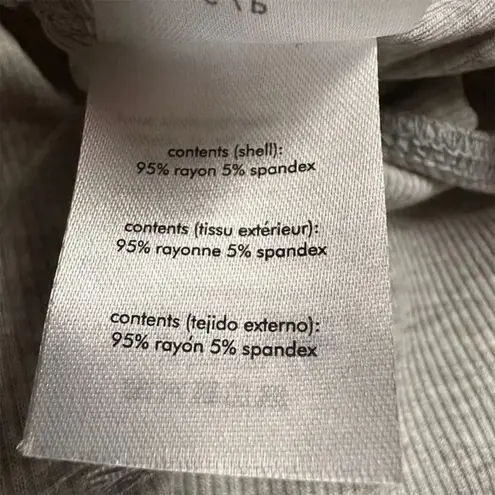 contents (shell):
95% rayon 5% spandex
contents (tissu extérieur):
95% rayonne 5% spandex
contents (tejido externo):
95% rayón 5% spandex